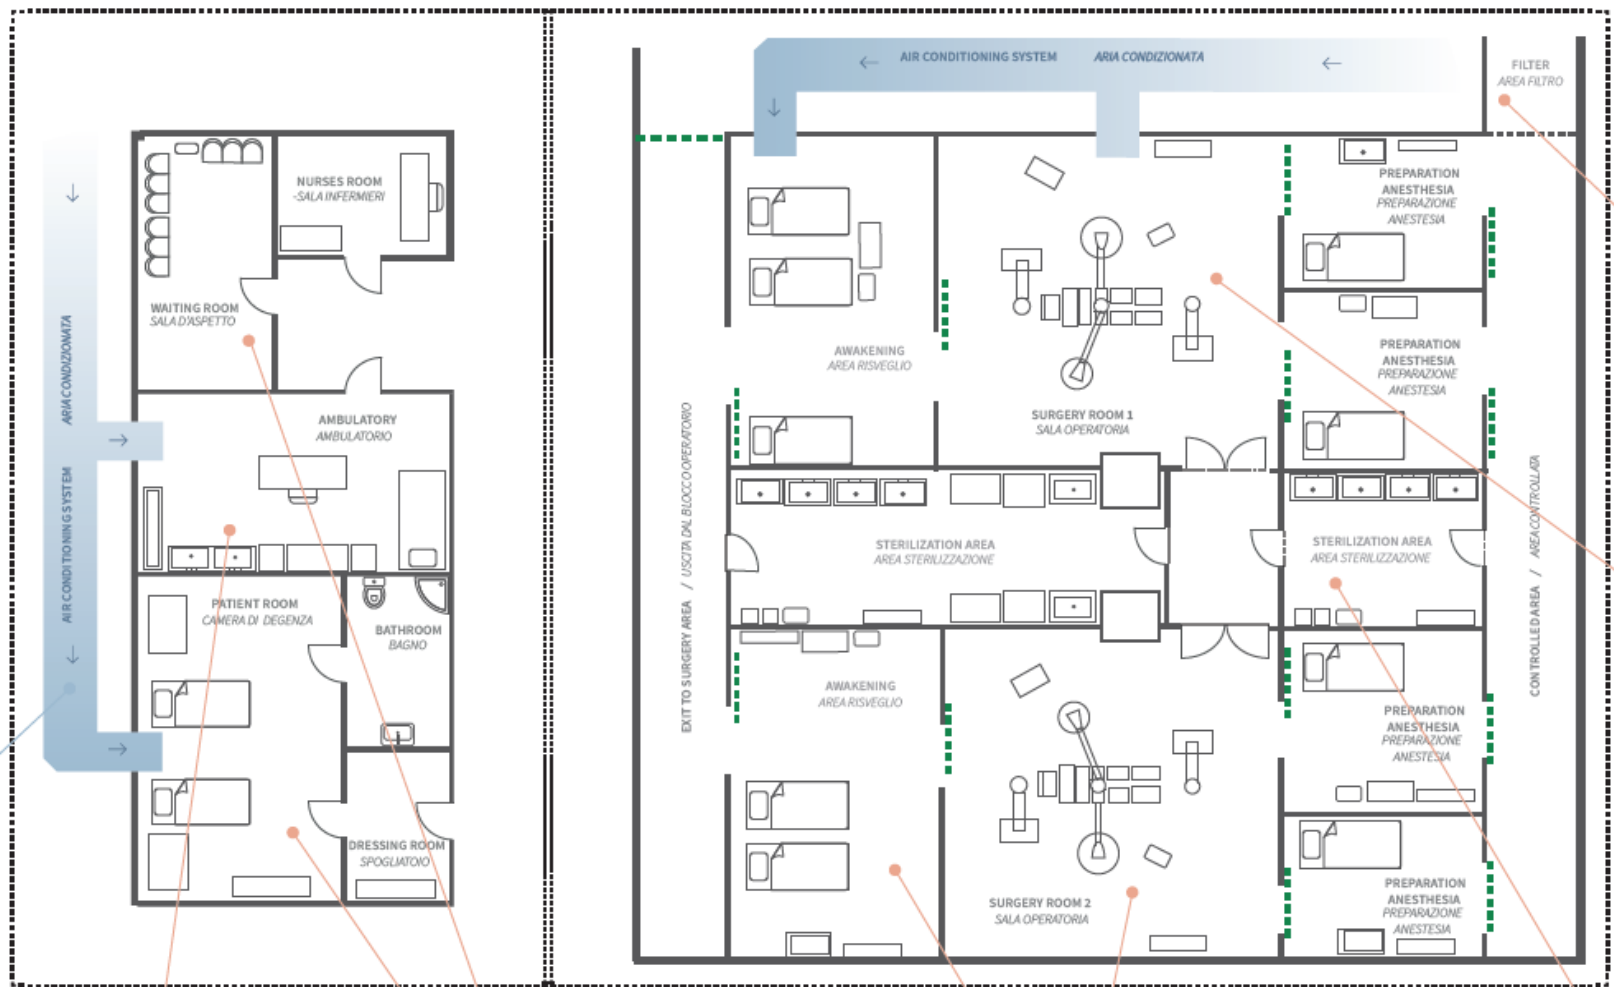 AIR CONDITIONING SYSTEM ARIA CONDIZIONATA
FILTER
AREA FILTRO
NURSES ROOM
-SALA INFERMIERI
WAITING ROOM
SALA D'ASPETTO
AIR CONDITIONING SYSTEM ARIA CONDIZIONATA
AMBULATORY
AMBULATORIO
PATIENT ROOM
CAMERA DI DEGENZA
BATHROOM
BAGNO
DRESSING ROOM
SPOGLIATOIO
EXIT TO SURGERY AREA / USCITA DAL BLOCCO OPERATORIO
AWAKENING
AREA RISVEGLIO
SURGERY ROOM 1
SALA OPERATORIA
PREPARATION
ANESTHESIA
PREPARAZIONE
ANESTESIA
PREPARATION
ANESTHESIA
PREPARAZIONE
ANESTESIA
STERILIZATION AREA
AREA STERILIZZAZIONE
STERILIZATION AREA
AREA STERILIZZAZIONE
CONTROLLED AREA / AREA CONTROLLATA
AWAKENING
AREA RISVEGLIO
SURGERY ROOM 2
SALA OPERATORIA
PREPARATION
ANESTHESIA
PREPARAZIONE
ANESTESIA
PREPARATION
ANESTHESIA
PREPARAZIONE
ANESTESIA